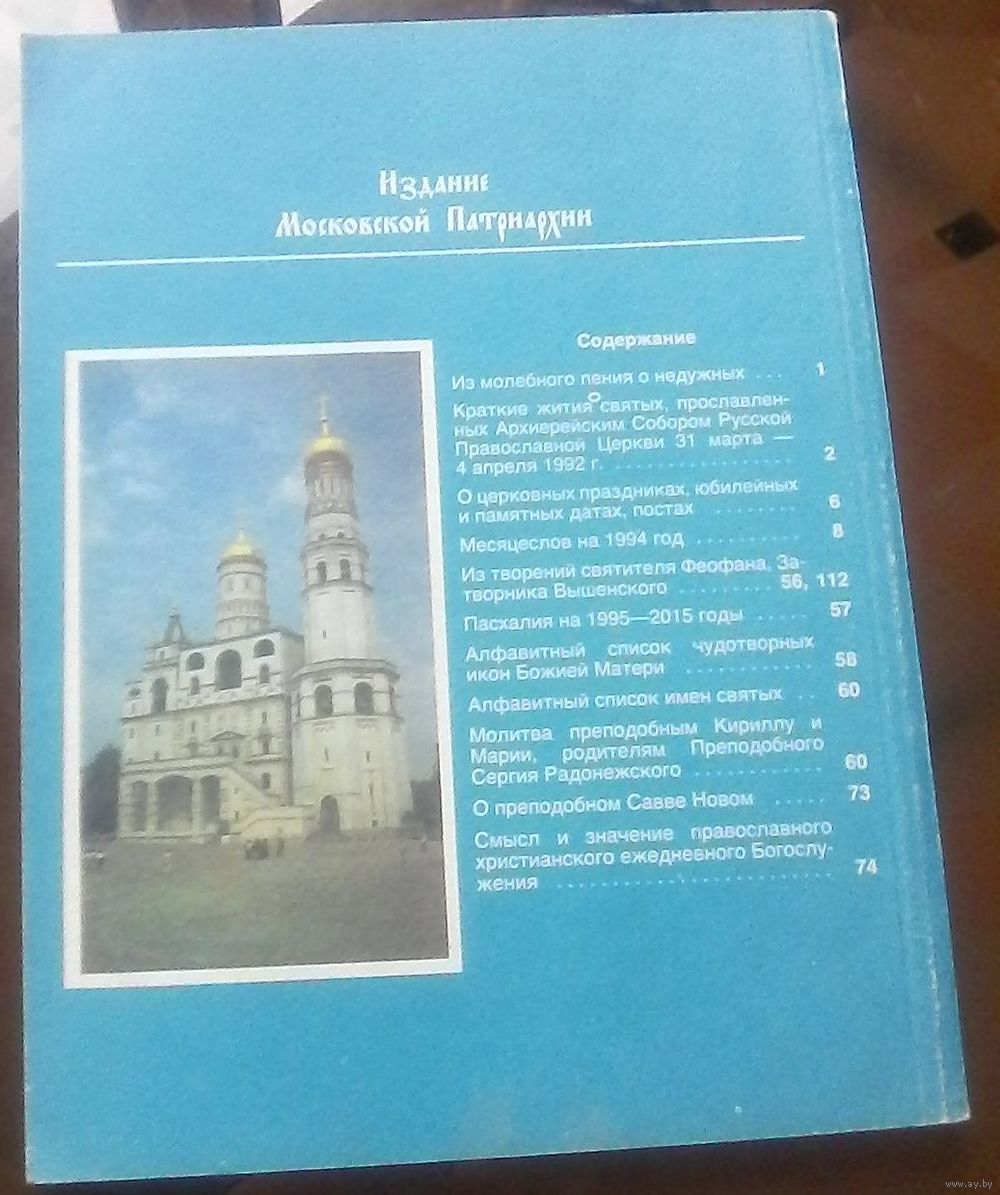 Издание
Московской Патриархии
Содержание
Из молебного пения о недужных . . . 1
Краткие жития святых, прославлен-
ных Архиерейским Собором Русской
Православной Церкви 31 марта —
4 апреля 1992 г. . . . . . . . . . . . . . . . 2
О церковных праздниках, юбилейных
и памятных датах, постах . . . . . . . . 6
Месяцеслов на 1994 год . . . . . . . . . . 8
Из творений святителя Феофана, За-
творника Вышенского . . . . . . . . . 56, 112
Пасхалия на 1995—2015 годы . . . . . 57
Алфавитный список чудотворных
икон Божией Матери . . . . . . . . . . . 58
Алфавитный список имен святых . . 60
Молитва преподобным Кириллу и
Марии, родителям Преподобного
Сергия Радонежского . . . . . . . . . . . 60
О преподобном Савве Новом . . . . . 73
Смысл и значение православного
христианского ежедневного Богослу-
жения . . . . . . . . . . . . . . . . . . . . . . . 74
www.ay.by